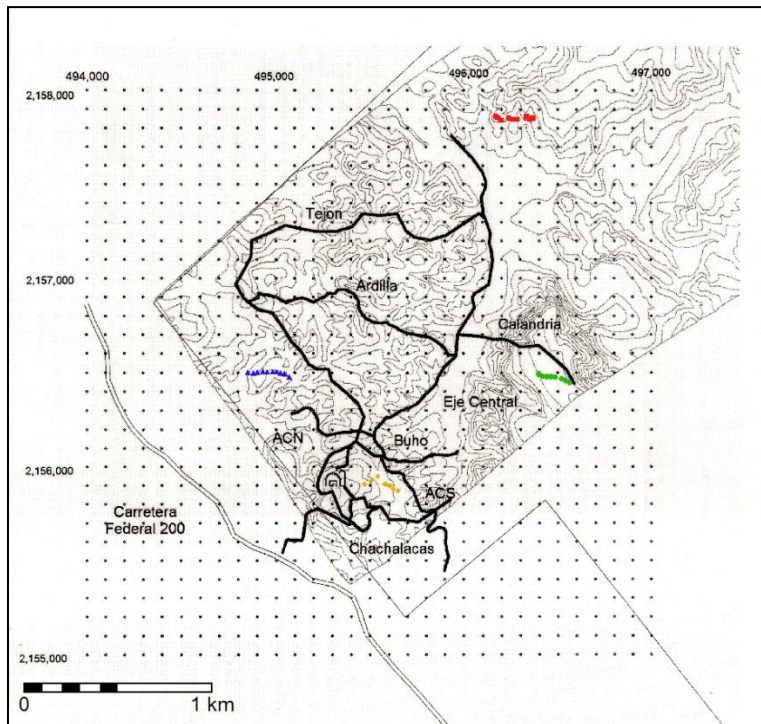 494,000
495,000
496,000
497,000
2,158,000
Tejon
2,157,000
Ardilla
Calandria
Eje Central
ACN
Buho
2,156,000
ACS
Carretera
Federal 200
Chachalacas
2,155,000
0
1 km